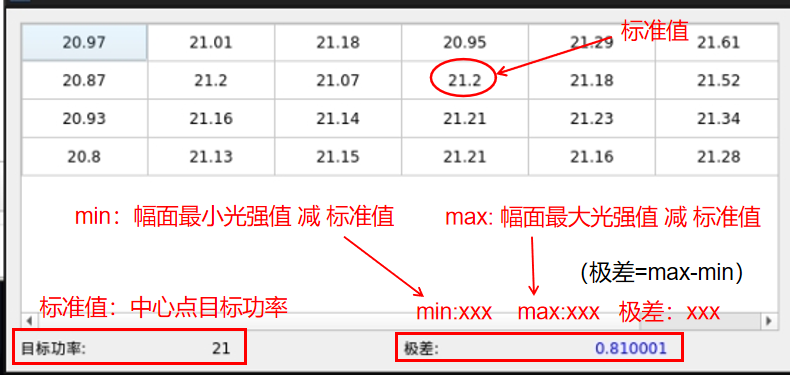 标准值
20.97 21.01 21.18 20.95 21.29 21.61
20.87 21.2 21.07 21.2 21.18 21.52
20.93 21.16 21.14 21.21 21.23 21.34
20.8 21.13 21.15 21.21 21.16 21.28
min：幅面最小光强值 减 标准值 max: 幅面最大光强值 减 标准值
（极差=max-min）
标准值：中心点目标功率 min:xxx max:xxx 极差：xxx
目标功率: 21 极差: 0.810001